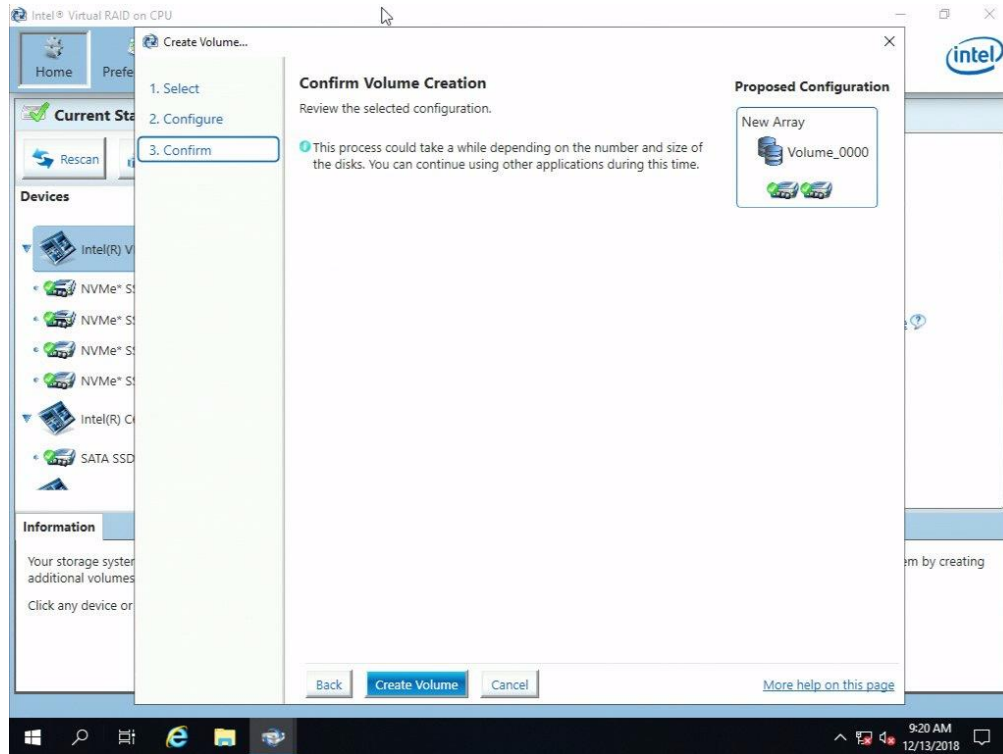 Intel® Virtual RAID on CPU
Home
Prefe
intel
Current Sta
Rescan
Devices
Intel(R) V
NVMe* S
NVMe* S
NVMe* S
NVMe* S
Intel(R) C
SATA SSD
Information
Your storage system
em by creating
additional volumes
Click any device or
Create Volume...
1. Select
2. Configure
3. Confirm
Confirm Volume Creation
Review the selected configuration.
This process could take a while depending on the number and size of
the disks. You can continue using other applications during this time.
Proposed Configuration
New Array
Volume_0000
Back
Create Volume
Cancel
More help on this page
9:20 AM
12/13/2018